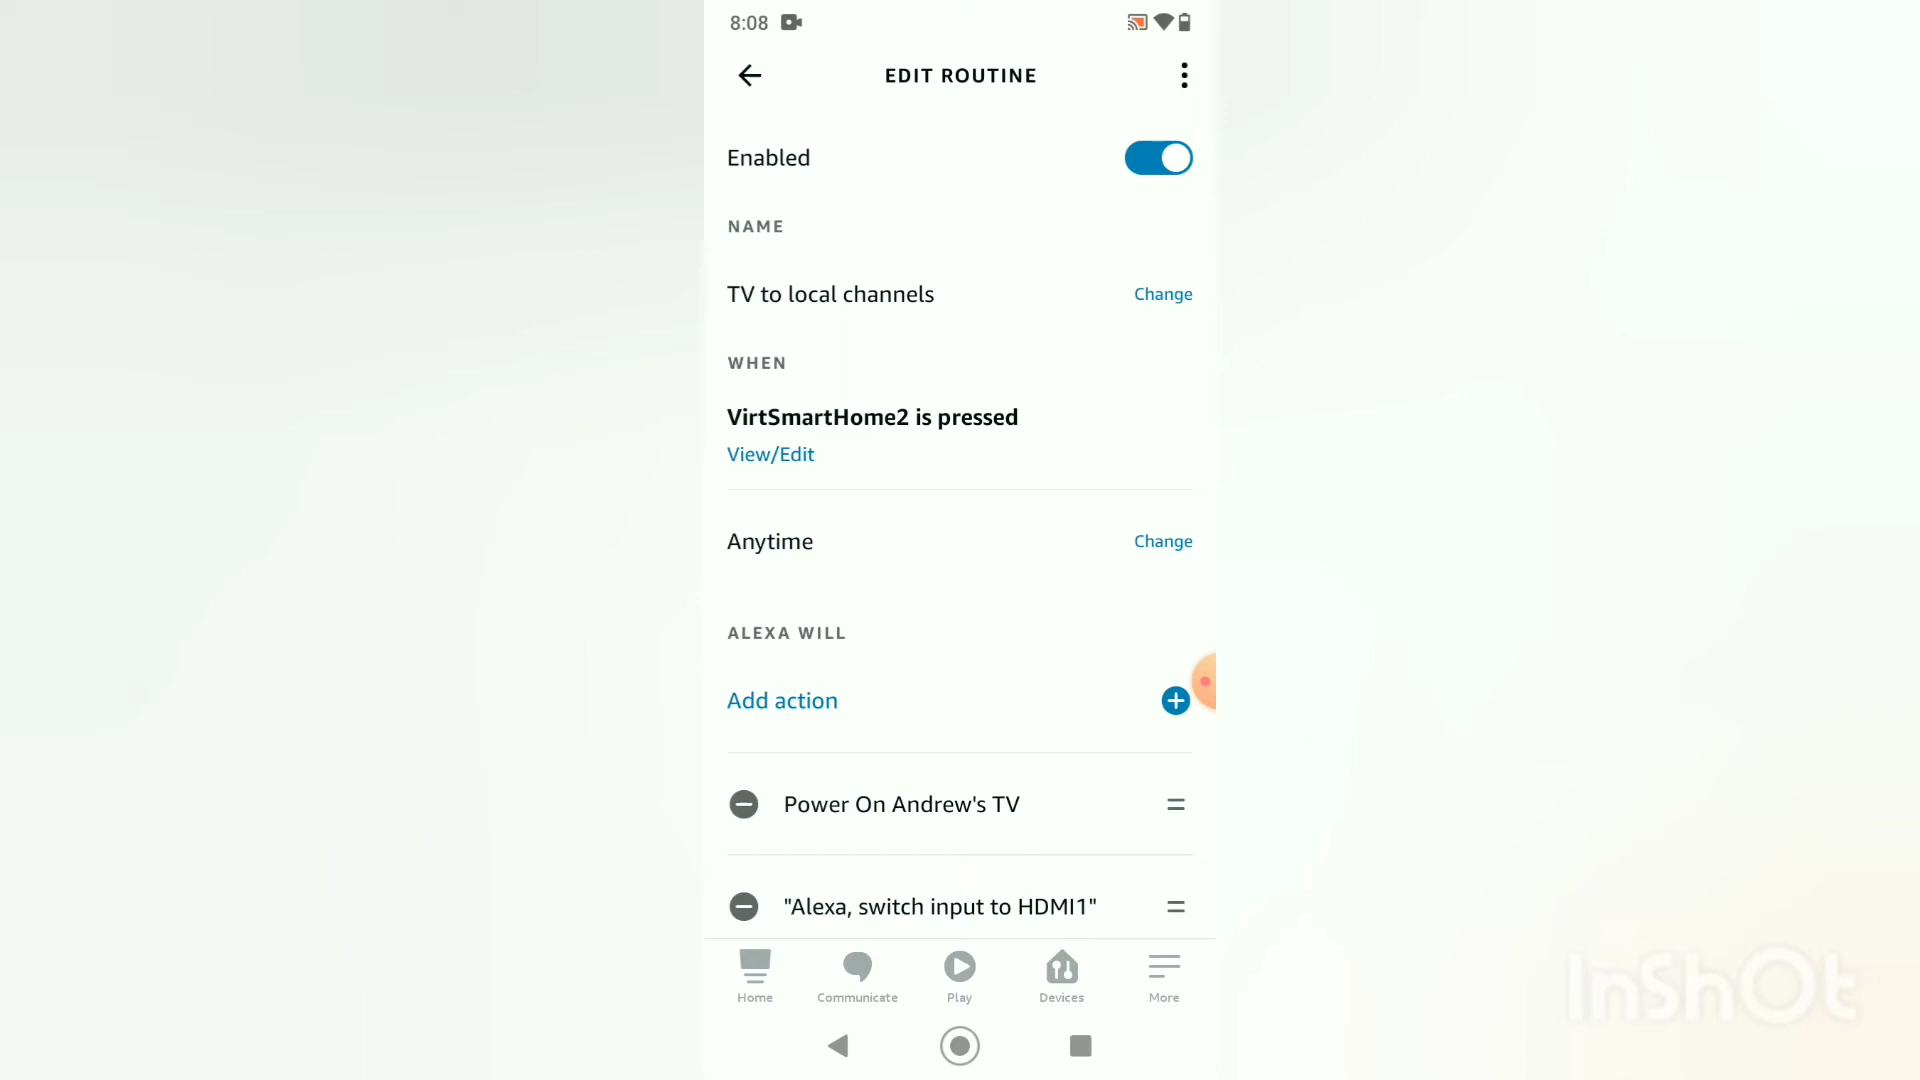 8:08
EDIT ROUTINE
Enabled
NAME
TV to local channels
Change
WHEN
VirtSmartHome2 is pressed
View/Edit
Anytime
Change
ALEXA WILL
Add action
Power On Andrew's TV
"Alexa, switch input to HDMI1"
Home
Communicate
Play
Devices
More
InShOt